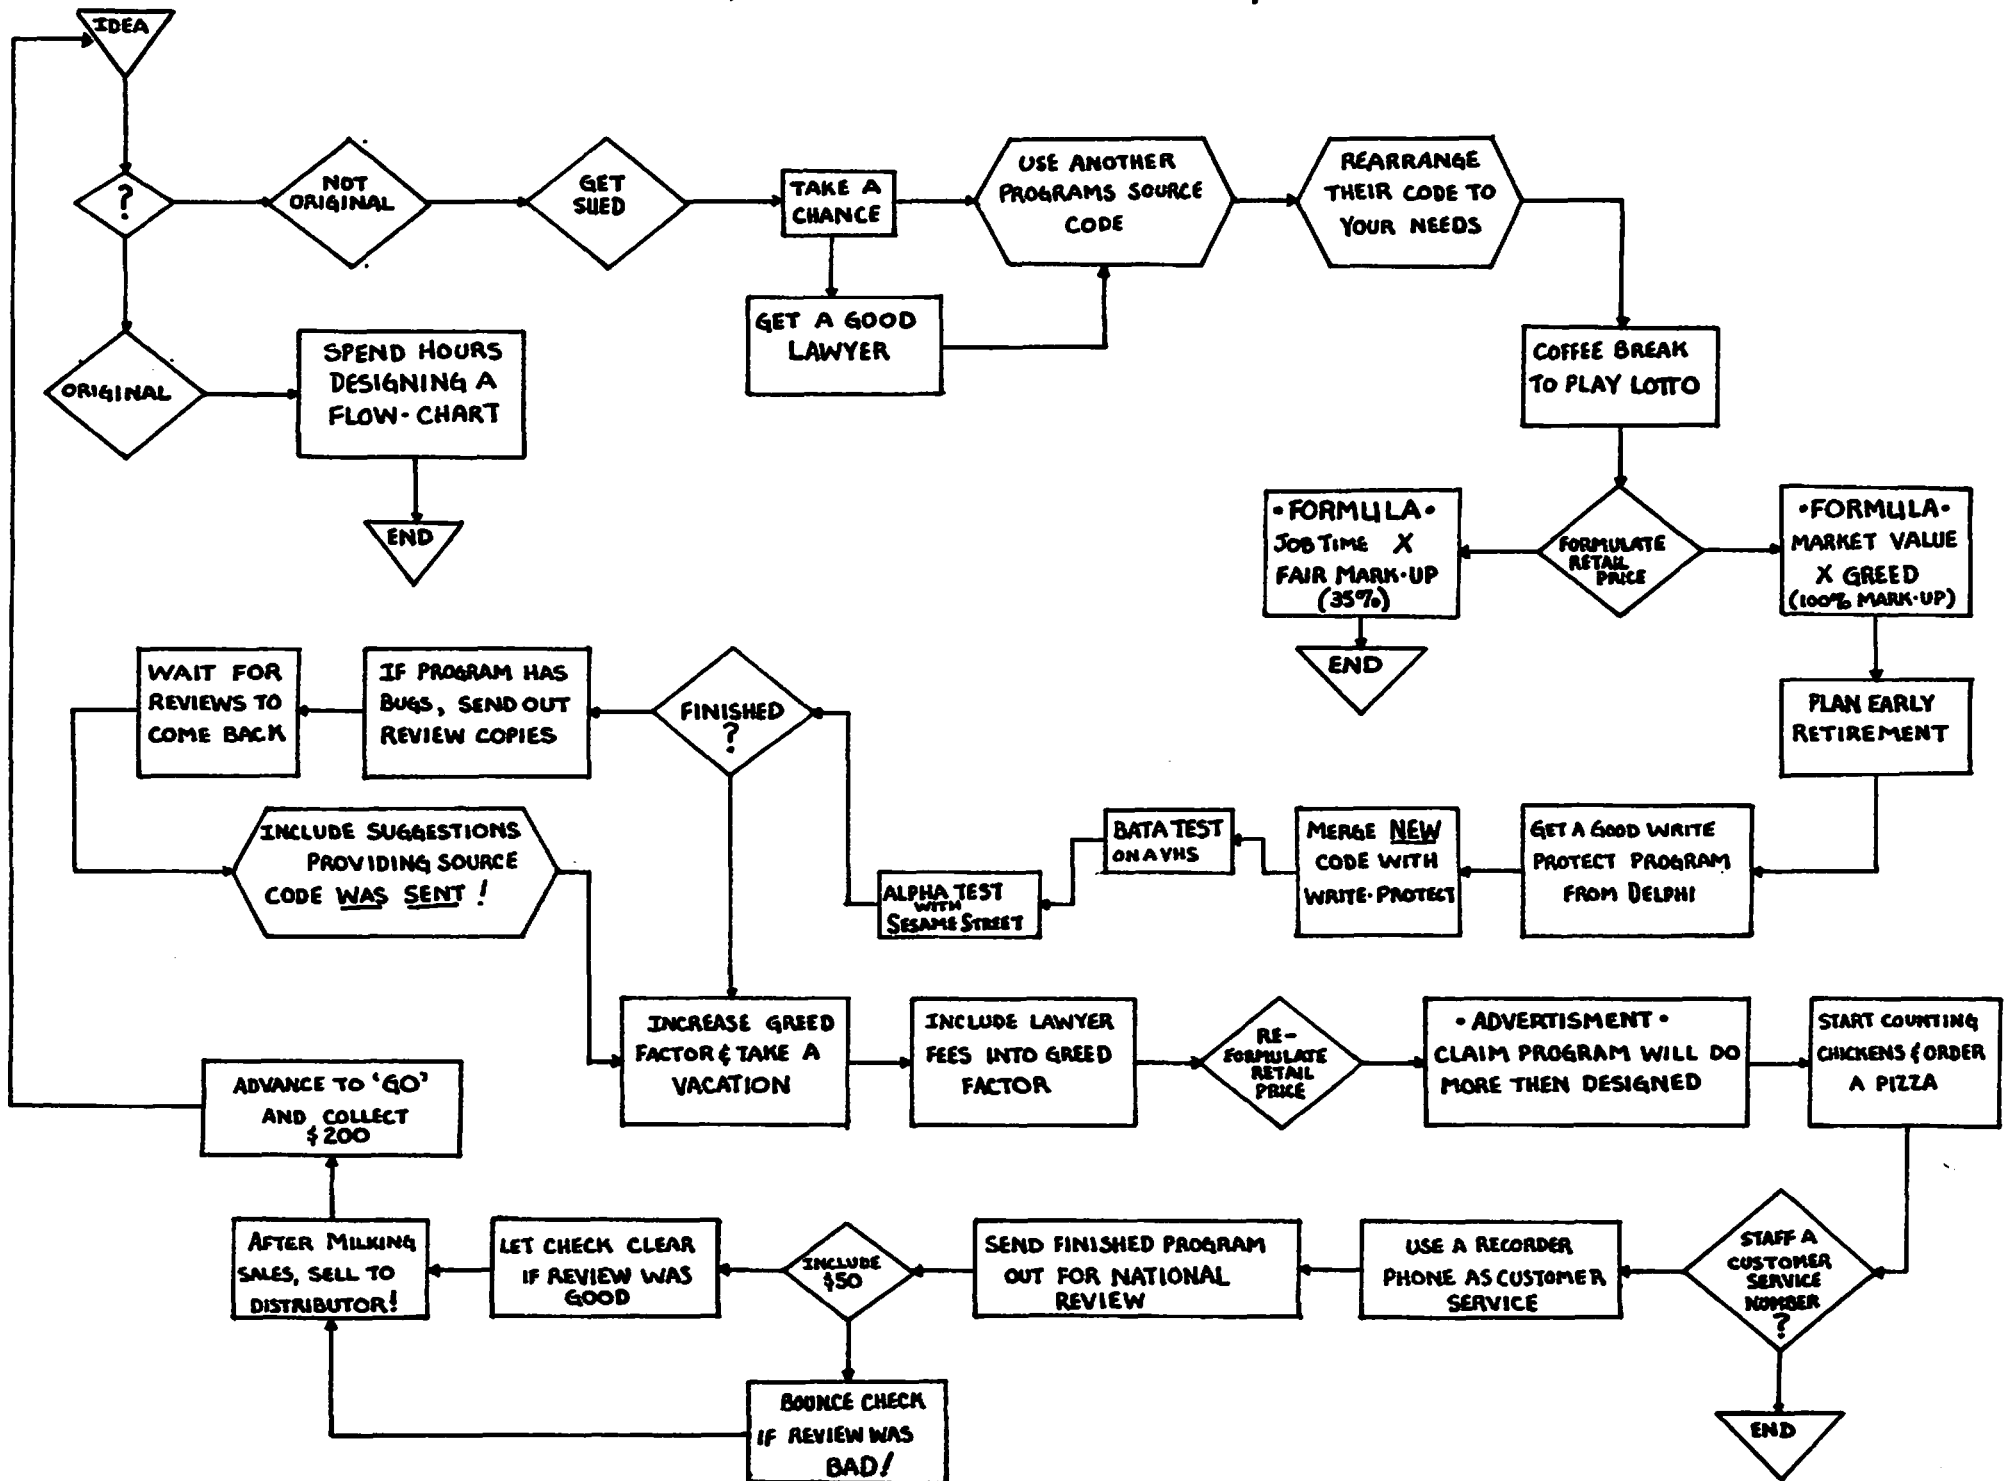 IDEA
?
NOT
ORIGINAL
GET
SUED
TAKE A
CHANCE
USE ANOTHER
PROGRAMS SOURCE
CODE
REARRANGE
THEIR CODE TO
YOUR NEEDS
GET A GOOD
LAWYER
ORIGINAL
SPEND HOURS
DESIGNING A
FLOW-CHART
END
COFFEE BREAK
TO PLAY LOTTO
•FORMULA•
JOB TIME X
FAIR MARK-UP
(35%)
FORMULATE
RETAIL
PRICE
•FORMULA•
MARKET VALUE
X GREED
(100% MARK-UP)
END
PLAN EARLY
RETIREMENT
WAIT FOR
REVIEWS TO
COME BACK
IF PROGRAM HAS
BUGS, SEND OUT
REVIEW COPIES
FINISHED
?
INCLUDE SUGGESTIONS
PROVIDING SOURCE
CODE WAS SENT!
ALPHA TEST
WITH
SESAME STREET
BATA TEST
ON A VHS
MERGE NEW
CODE WITH
WRITE-PROTECT
GET A GOOD WRITE
PROTECT PROGRAM
FROM DELPHI
INCREASE GREED
FACTOR & TAKE A
VACATION
INCLUDE LAWYER
FEES INTO GREED
FACTOR
RE-
FORMULATE
RETAIL
PRICE
• ADVERTISMENT •
CLAIM PROGRAM WILL DO
MORE THEN DESIGNED
START COUNTING
CHICKENS & ORDER
A PIZZA
ADVANCE TO 'GO'
AND COLLECT
$200
AFTER MILKING
SALES, SELL TO
DISTRIBUTOR!
LET CHECK CLEAR
IF REVIEW WAS
GOOD
INCLUDE
$50
SEND FINISHED PROGRAM
OUT FOR NATIONAL
REVIEW
USE A RECORDER
PHONE AS CUSTOMER
SERVICE
STAFF A
CUSTOMER
SERVICE
NUMBER
?
BOUNCE CHECK
IF REVIEW WAS
BAD!
END